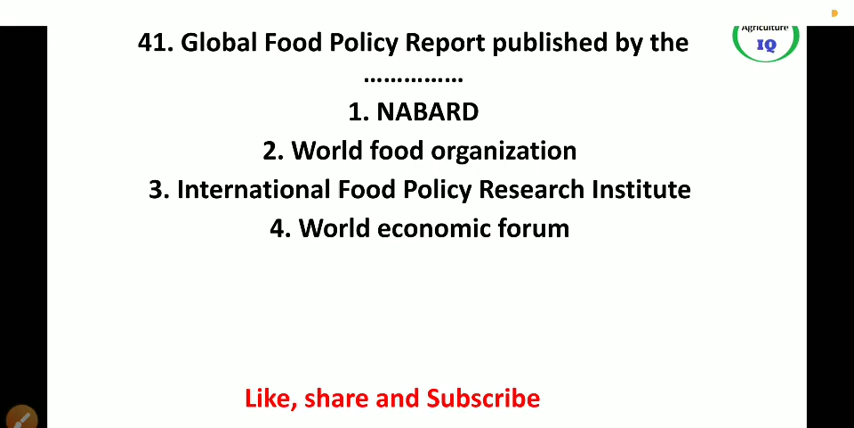 41. Global Food Policy Report published by the
...............
1. NABARD
2. World food organization
3. International Food Policy Research Institute
4. World economic forum
Agriculture
IQ
Like, share and Subscribe